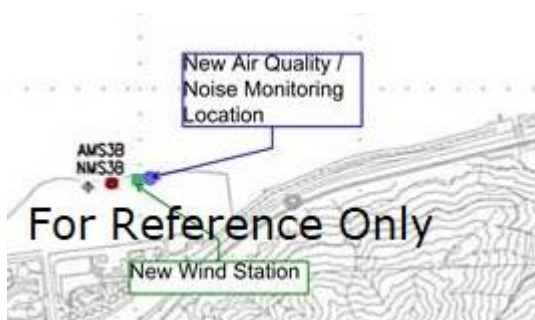 New Air Quality /
Noise Monitoring
Location
AMS3B
NMS3B
For Reference Only
New Wind Station